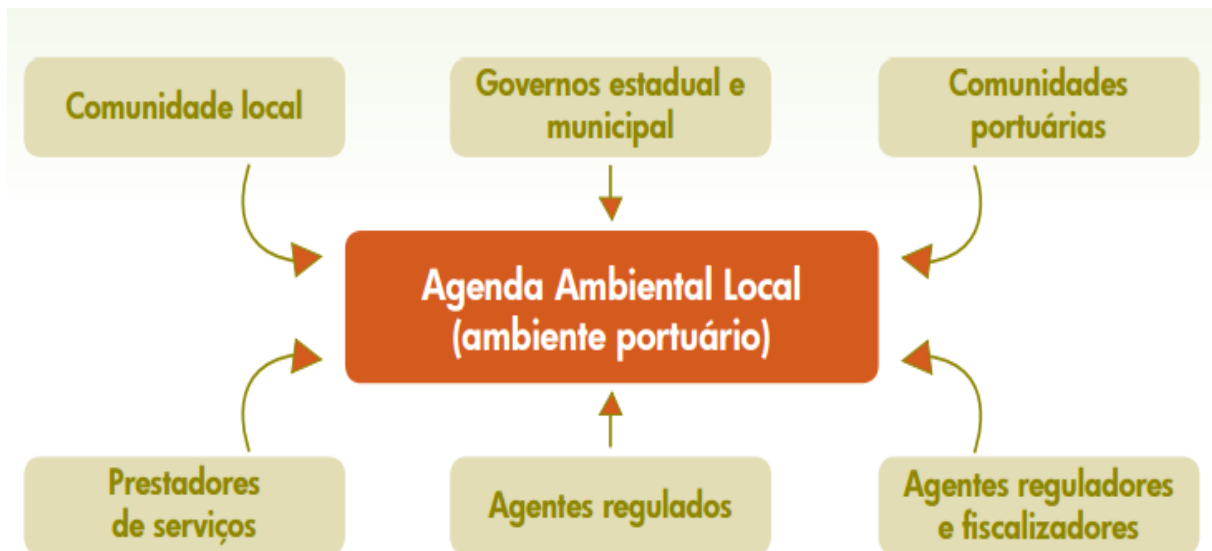 Comunidade local
Governos estadual e
municipal
Comunidades
portuárias
Agenda Ambiental Local
(ambiente portuário)
Prestadores
de serviços
Agentes regulados
Agentes reguladores
e fiscalizadores